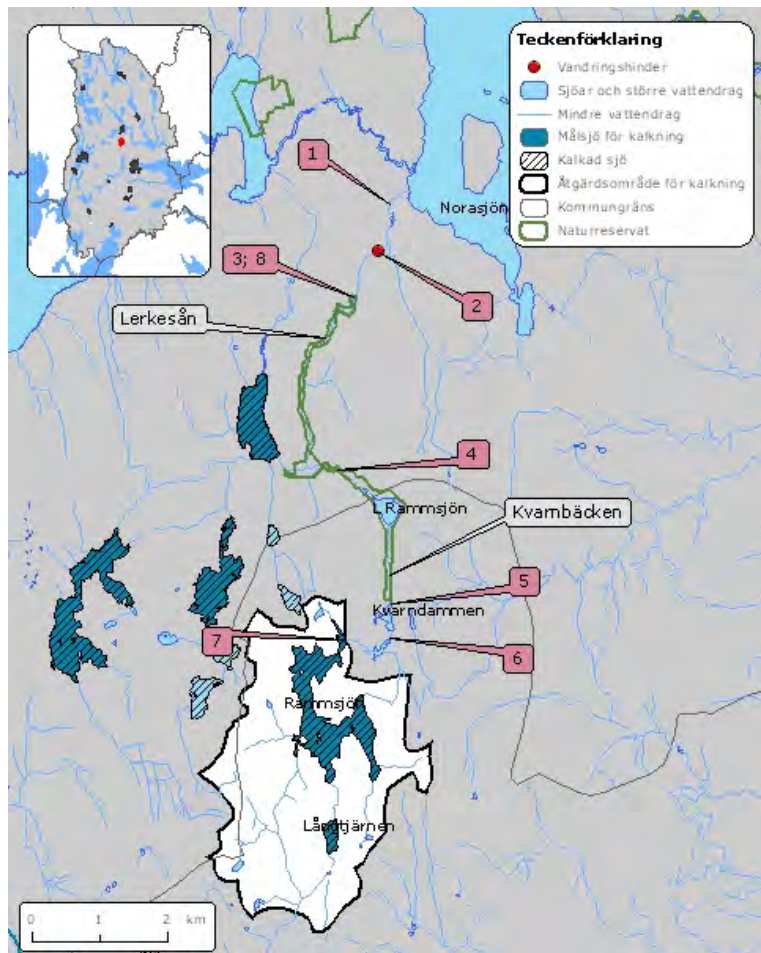 Teckenförklaring
Vandringshinder
Sjöar och större vattendrag
Mindre vattendrag
Målsjö för kalkning
Kalkad sjö
Åtgärdsområde för kalkning
Kommungräns
Naturreservat
1
Norasjön
3; 8
2
Lerkesån
4
L Rammsjön
Kvarnbäcken
5
Kvarndammen
7
6
Rammsjön
Långtjärnen
0 1 2 km